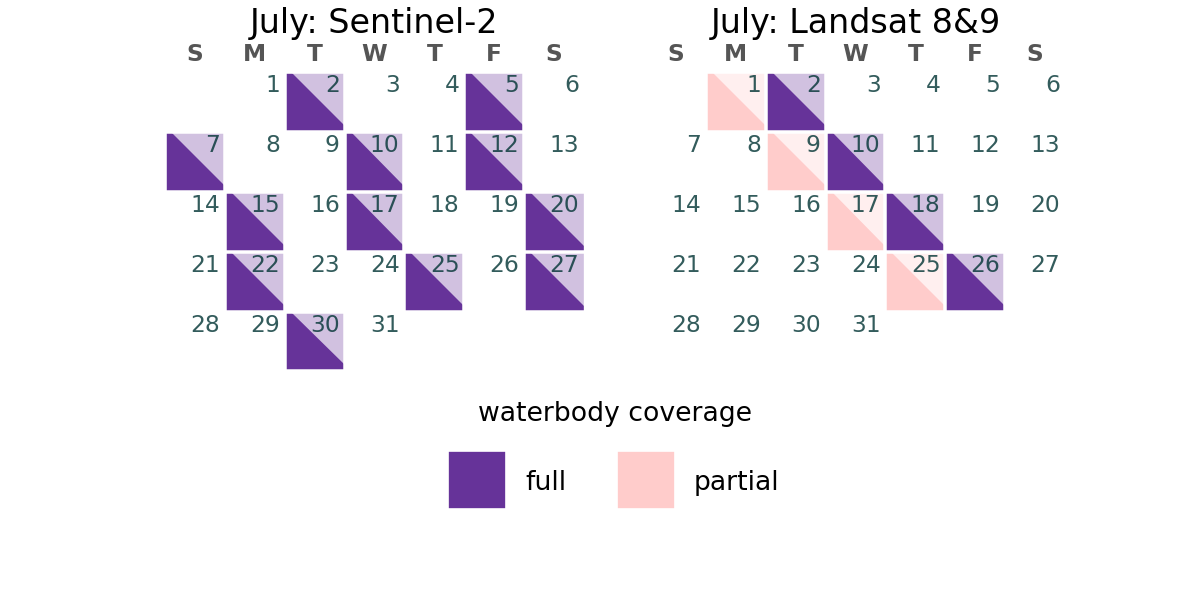 July: Sentinel-2
S M T W T F S
1 2 3 4 5 6
7 8 9 10 11 12 13
14 15 16 17 18 19 20
21 22 23 24 25 26 27
28 29 30 31
July: Landsat 8&9
S M T W T F S
1 2 3 4 5 6
7 8 9 10 11 12 13
14 15 16 17 18 19 20
21 22 23 24 25 26 27
28 29 30 31
waterbody coverage
full
partial